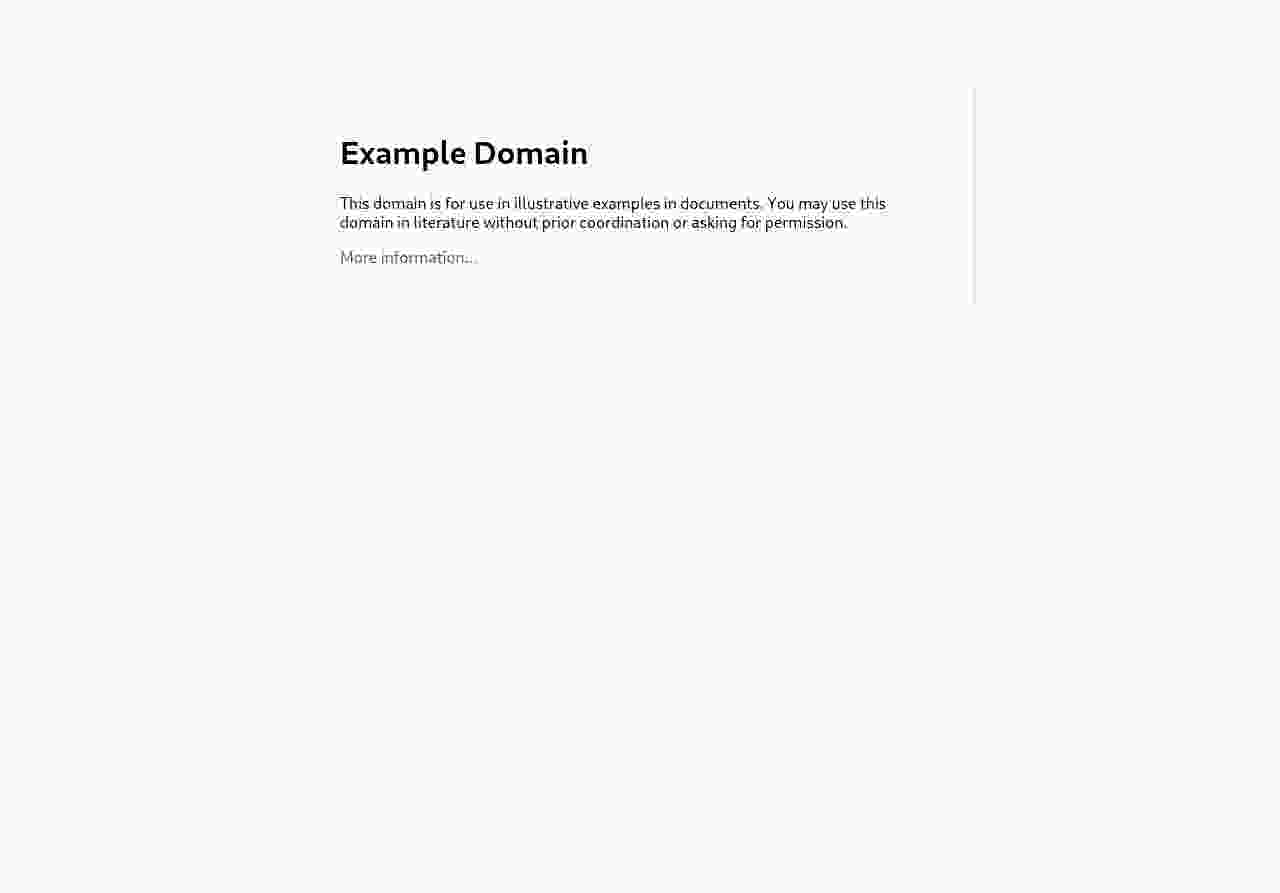 Example Domain
This domain is for use in illustrative examples in documents. You may use this
domain in literature without prior coordination or asking for permission.
More information...